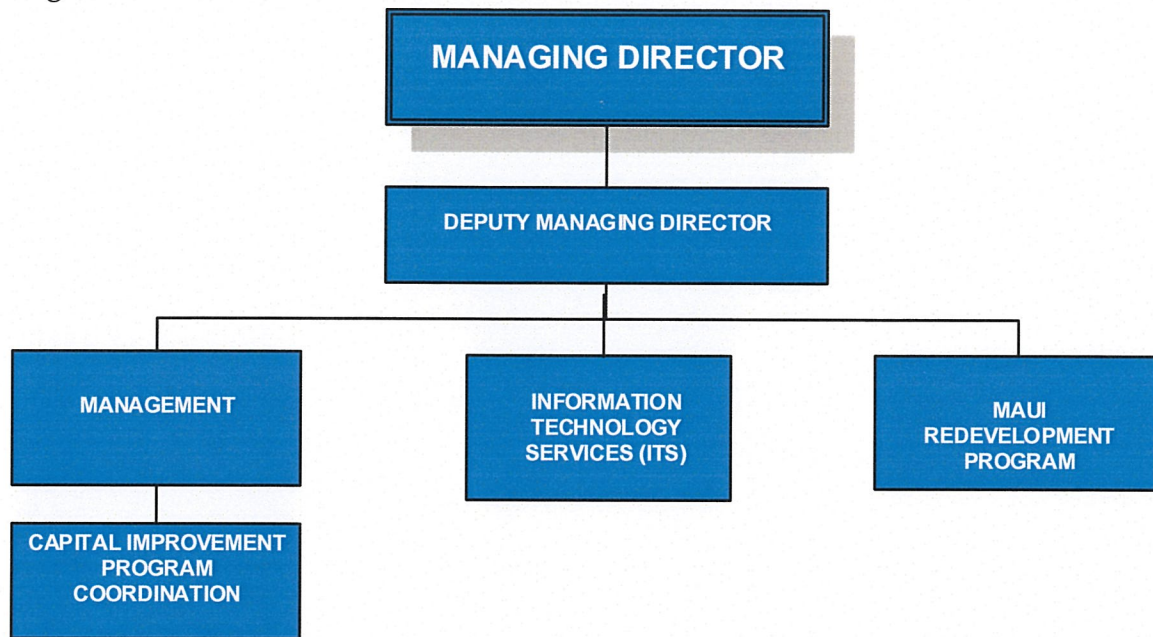 MANAGING DIRECTOR
DEPUTY MANAGING DIRECTOR
MANAGEMENT
INFORMATION
TECHNOLOGY
SERVICES (ITS)
MAUI
REDEVELOPMENT
PROGRAM
CAPITAL IMPROVEMENT
PROGRAM
COORDINATION